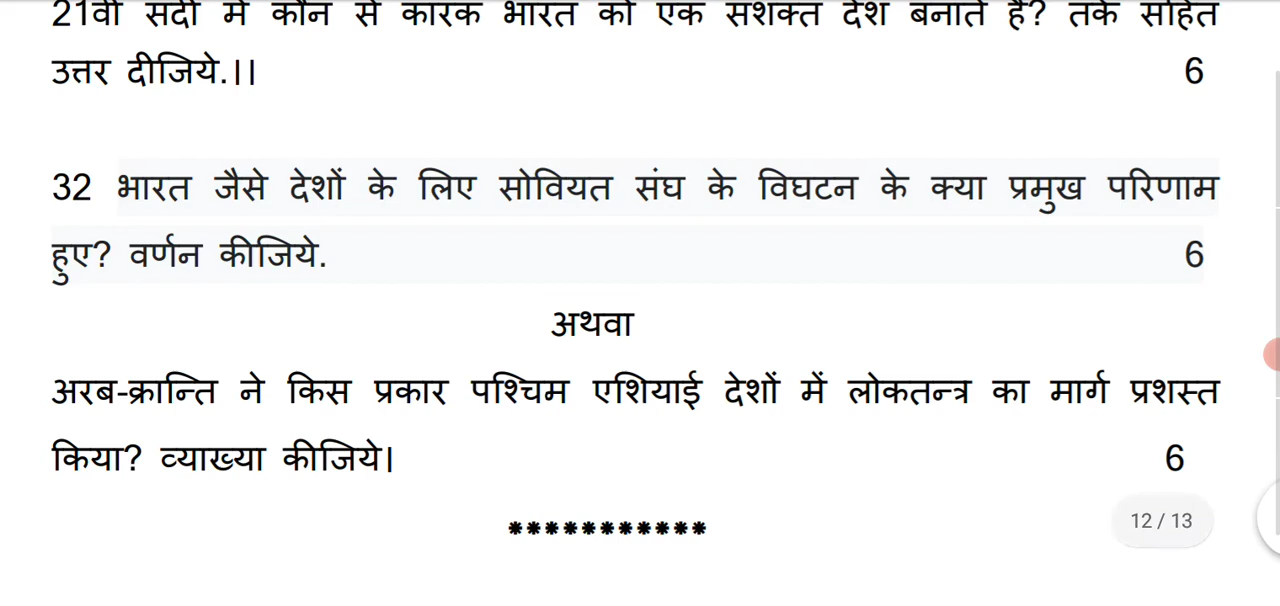 21वीं सदी में कौन से कारक भारत को एक सशक्त देश बनाते हैं? तर्क सहित
उत्तर दीजिये.।। 6
32 भारत जैसे देशों के लिए सोवियत संघ के विघटन के क्या प्रमुख परिणाम
हुए? वर्णन कीजिये. 6
अथवा
अरब-क्रान्ति ने किस प्रकार पश्चिम एशियाई देशों में लोकतन्त्र का मार्ग प्रशस्त
किया? व्याख्या कीजिये। 6
***********
12 / 13